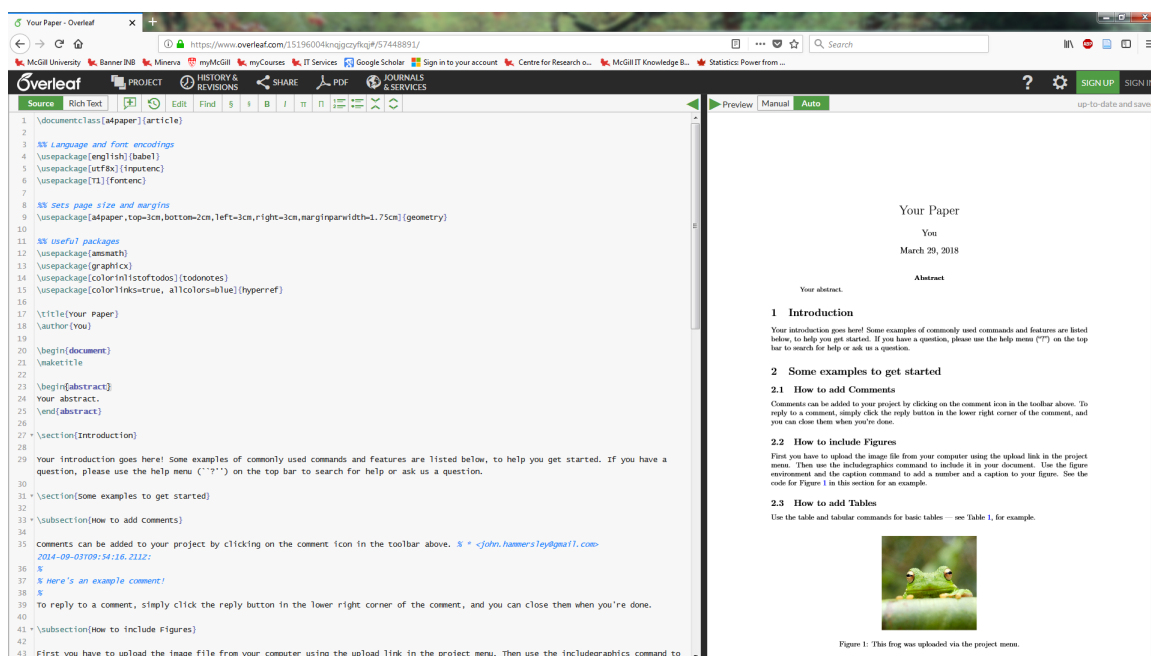 Your Paper - Overleaf
https://www.overleaf.com/15196004knqjgczyfkqj#/57448891/
Search
McGill University Banner INB Minerva myMcGill myCourses IT Services Google Scholar Sign in to your account Centre for Research o... McGill IT Knowledge B... Statistics: Power from ...
Overleaf PROJECT HISTORY & REVISIONS SHARE PDF JOURNALS & SERVICES ? SIGN UP SIGN IN
Source Rich Text Edit Find § § B I π Π Preview Manual Auto up-to-date and save
1 \documentclass[a4paper]{article}
2
3 %% Language and font encodings
4 \usepackage[english]{babel}
5 \usepackage[utf8x]{inputenc}
6 \usepackage[T1]{fontenc}
7
8 %% Sets page size and margins
9 \usepackage[a4paper,top=3cm,bottom=2cm,left=3cm,right=3cm,marginparwidth=1.75cm]{geometry}
10
11 %% Useful packages
12 \usepackage{amsmath}
13 \usepackage{graphicx}
14 \usepackage[colorinlistoftodos]{todonotes}
15 \usepackage[colorlinks=true, allcolors=blue]{hyperref}
16
17 \title{Your Paper}
18 \author{You}
19
20 \begin{document}
21 \maketitle
22
23 \begin{abstract}
24 Your abstract.
25 \end{abstract}
26
27 \section{Introduction}
28
29 Your introduction goes here! Some examples of commonly used commands and features are listed below, to help you get started. If you have a
question, please use the help menu (``?'') on the top bar to search for help or ask us a question.
30
31 \section{Some examples to get started}
32
33 \subsection{How to add Comments}
34
35 Comments can be added to your project by clicking on the comment icon in the toolbar above. % * <john.hammersley@gmail.com>
2014-09-03T09:54:16.211Z:
36 %
37 % Here's an example comment!
38 %
39 To reply to a comment, simply click the reply button in the lower right corner of the comment, and you can close them when you're done.
40
41 \subsection{How to include Figures}
42
43 First you have to upload the image file from your computer using the upload link in the project menu. Then use the includegraphics command to
Your Paper
You
March 29, 2018
Abstract
Your abstract.
1 Introduction
Your introduction goes here! Some examples of commonly used commands and features are listed
below, to help you get started. If you have a question, please use the help menu (“?”) on the top
bar to search for help or ask us a question.
2 Some examples to get started
2.1 How to add Comments
Comments can be added to your project by clicking on the comment icon in the toolbar above. To
reply to a comment, simply click the reply button in the lower right corner of the comment, and
you can close them when you're done.
2.2 How to include Figures
First you have to upload the image file from your computer using the upload link in the project
menu. Then use the includegraphics command to include it in your document. Use the figure
environment and the caption command to add a number and a caption to your figure. See the
code for Figure 1 in this section for an example.
2.3 How to add Tables
Use the table and tabular commands for basic tables — see Table 1, for example.
Figure 1: This frog was uploaded via the project menu.